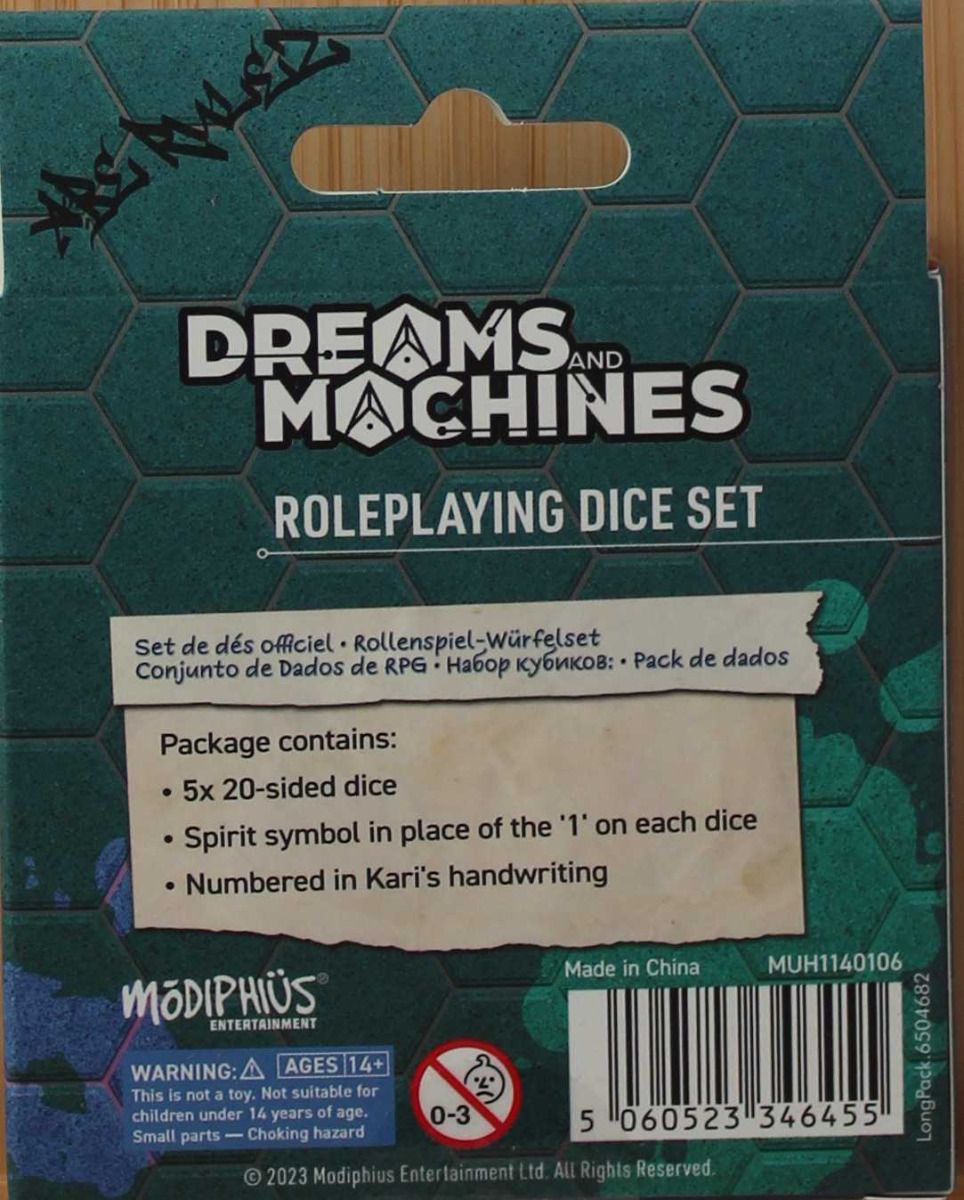 DREAMS AND
MACHINES
ROLEPLAYING DICE SET
Set de dés officiel • Rollenspiel-Würfelset
Conjunto de Dados de RPG • Набор кубиков: • Pack de dados
Package contains:
• 5x 20-sided dice
• Spirit symbol in place of the '1' on each dice
• Numbered in Kari's handwriting
Made in China MUH1140106
MōDIPHIÜS®
ENTERTAINMENT
WARNING: AGES 14+
This is not a toy. Not suitable for
children under 14 years of age.
Small parts — Choking hazard
0-3
5 060523 346455
LongPack.6504682
© 2023 Modiphius Entertainment Ltd. All Rights Reserved.